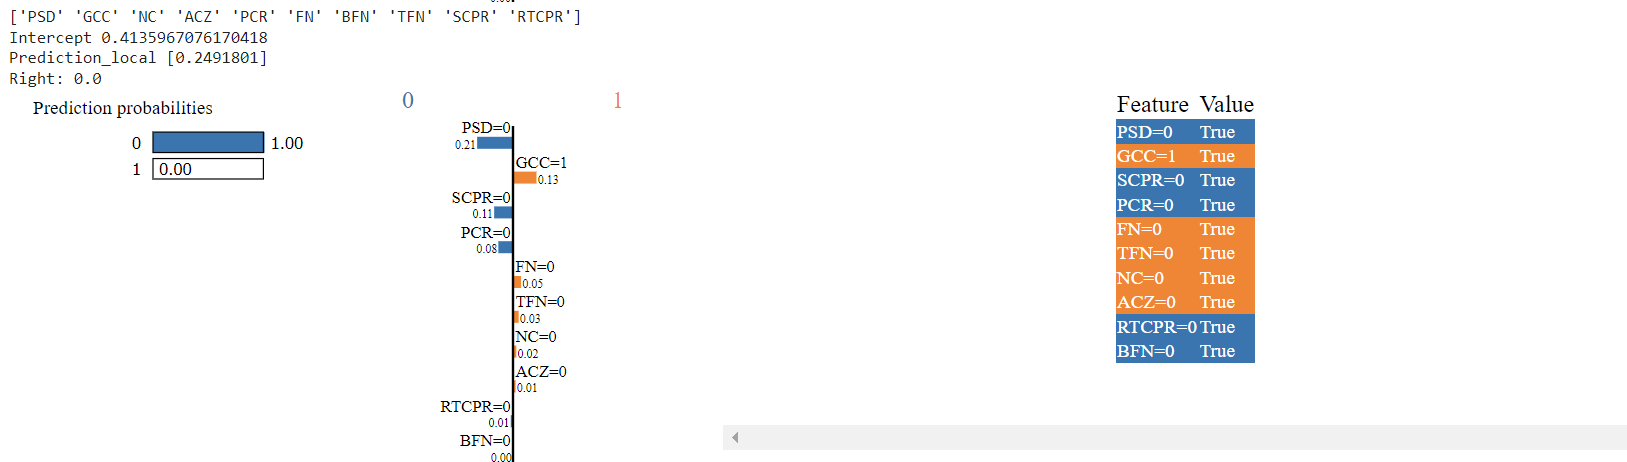 ['PSD' 'GCC' 'NC' 'ACZ' 'PCR' 'FN' 'BFN' 'TFN' 'SCPR' 'RTCPR']
Intercept 0.4135967076170418
Prediction_local [0.2491801]
Right: 0.0
Prediction probabilities
0 1.00
1 0.00
0 1
PSD=0
0.21
GCC=1
0.13
SCPR=0
0.11
PCR=0
0.08
FN=0
0.05
TFN=0
0.03
NC=0
0.02
ACZ=0
0.01
RTCPR=0
0.01
BFN=0
0.00
Feature Value
PSD=0 True
GCC=1 True
SCPR=0 True
PCR=0 True
FN=0 True
TFN=0 True
NC=0 True
ACZ=0 True
RTCPR=0 True
BFN=0 True